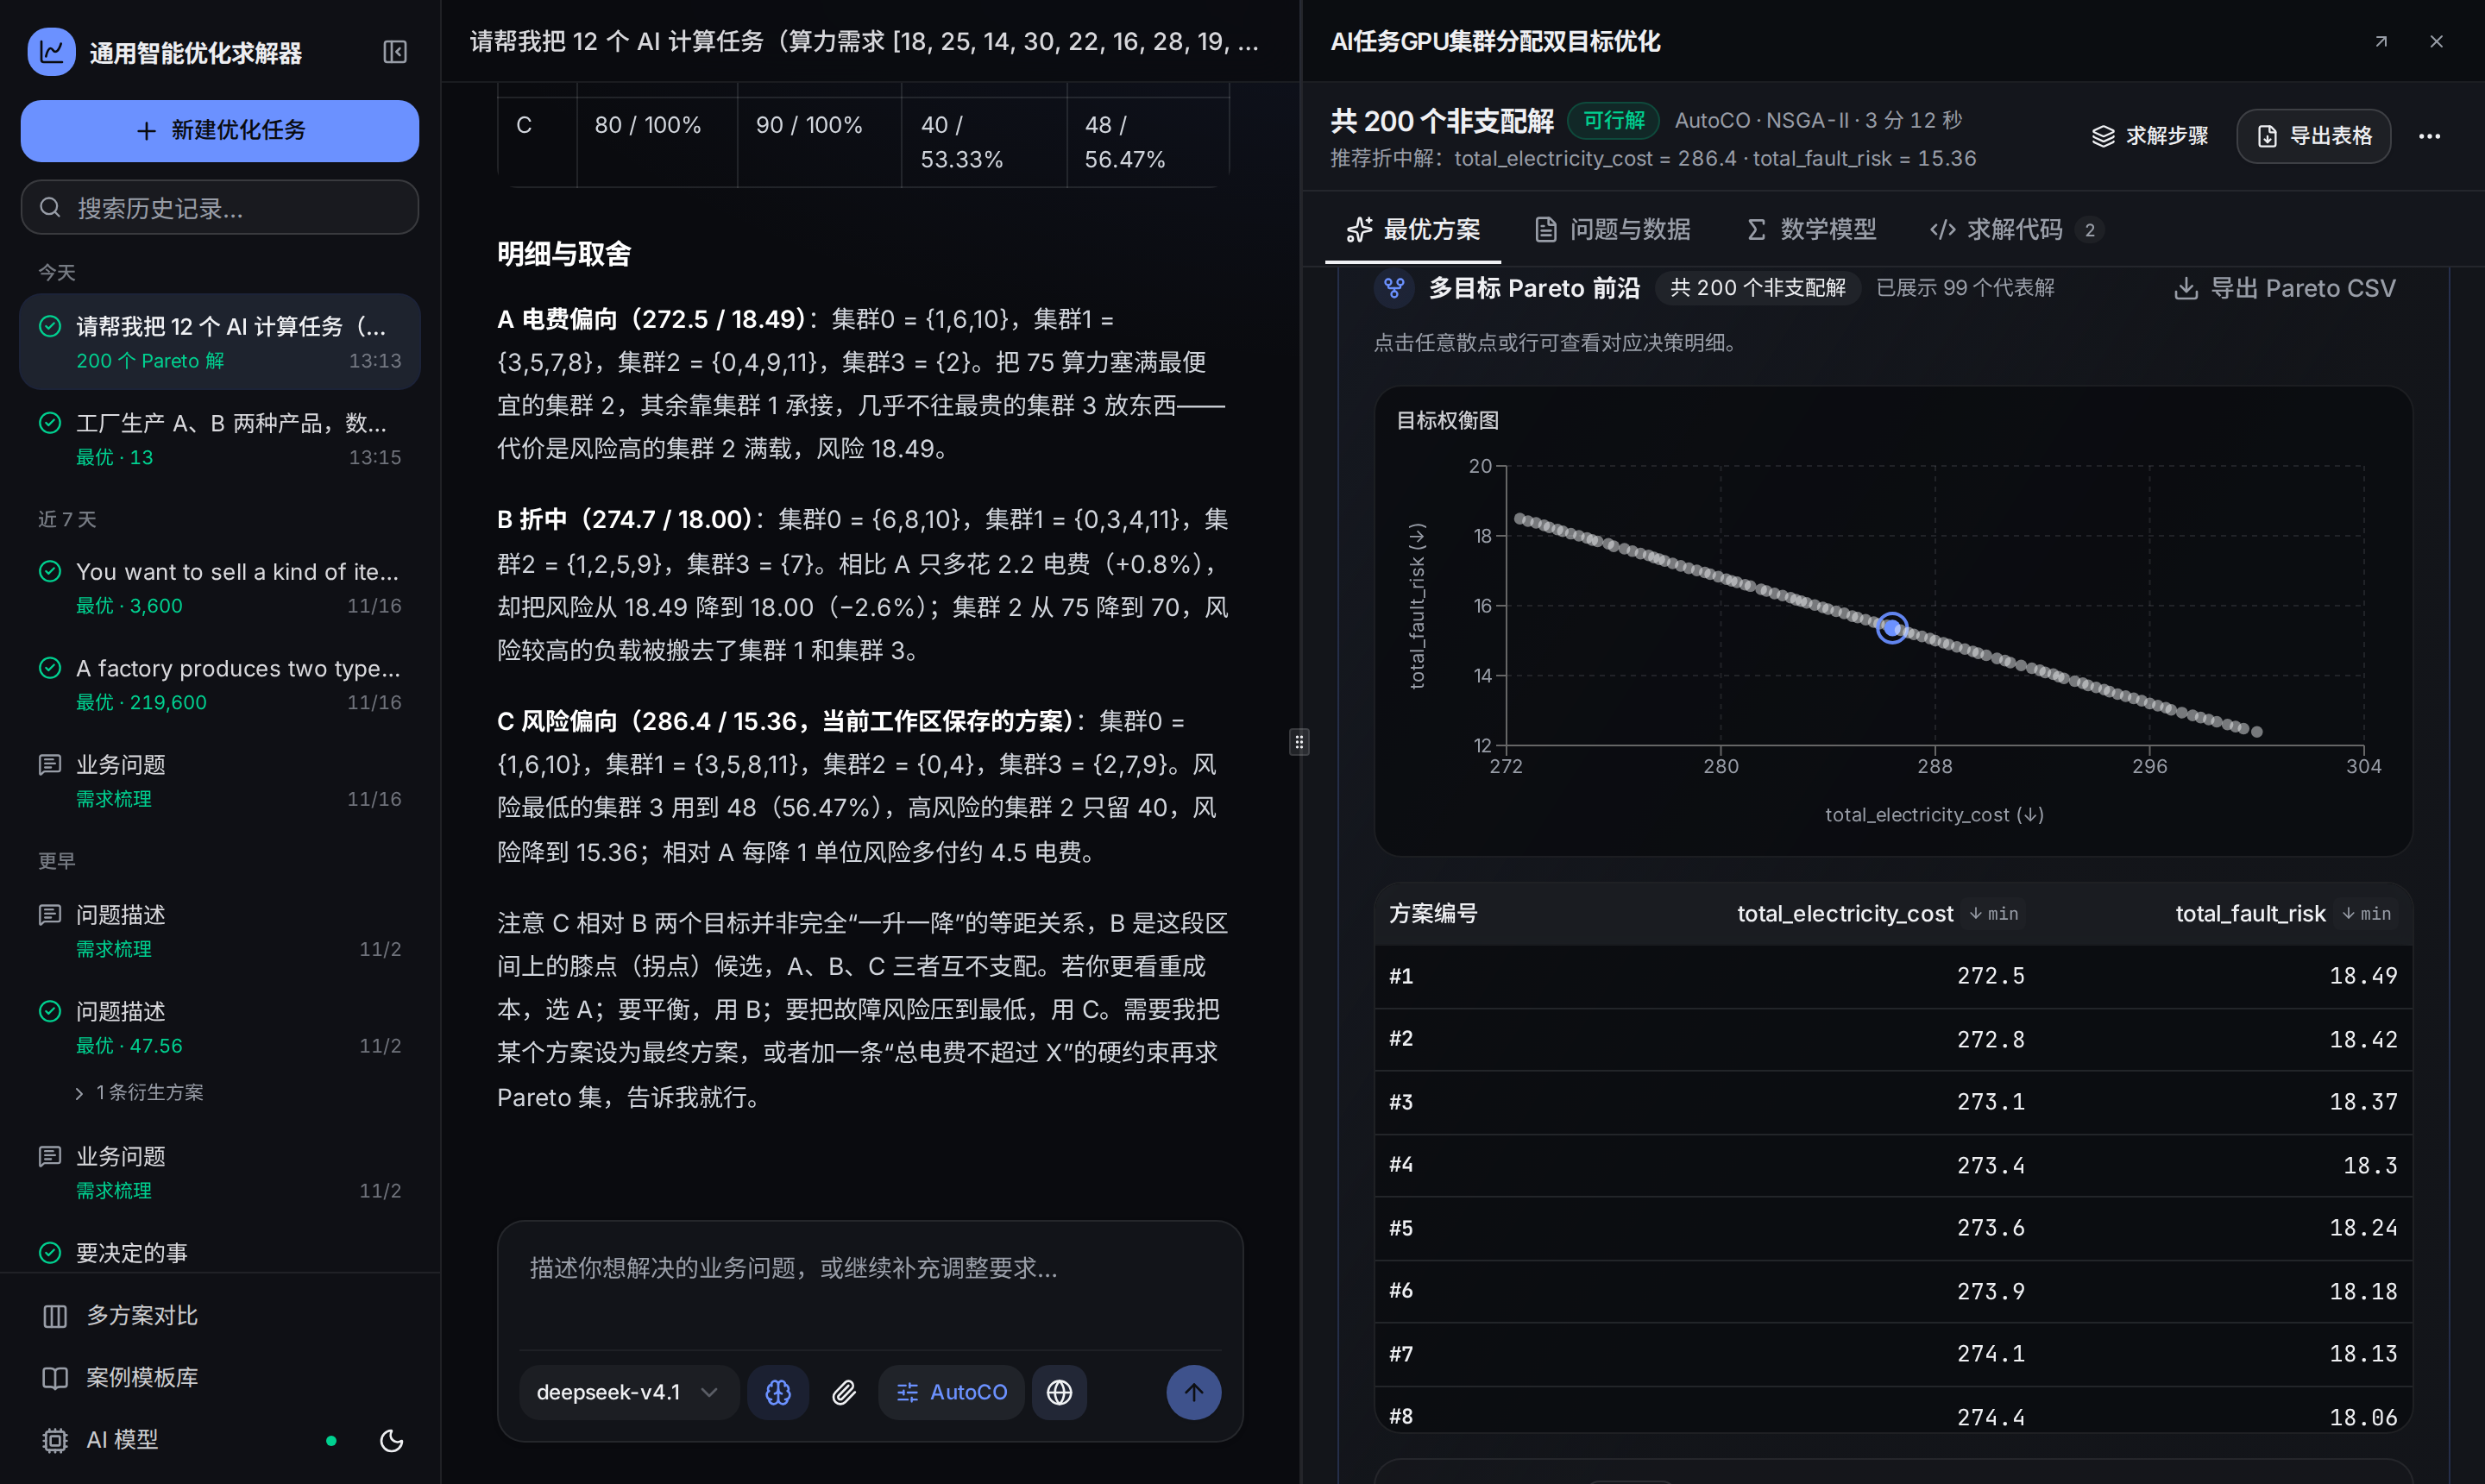 通用智能优化求解器
新建优化任务
搜索历史记录...
今天
请帮我把 12 个 AI 计算任务（...
200 个 Pareto 解 13:13
工厂生产 A、B 两种产品，数...
最优 · 13 13:15
近 7 天
You want to sell a kind of ite...
最优 · 3,600 11/16
A factory produces two type...
最优 · 219,600 11/16
业务问题
需求梳理 11/16
更早
问题描述
需求梳理 11/2
问题描述
最优 · 47.56 11/2
1 条衍生方案
业务问题
需求梳理 11/2
要决定的事
多方案对比
案例模板库
AI 模型
请帮我把 12 个 AI 计算任务（算力需求 [18, 25, 14, 30, 22, 16, 28, 19, ...
C 80 / 100% 90 / 100% 40 / 48 /
53.33% 56.47%
明细与取舍
A 电费偏向（272.5 / 18.49）：集群0 = {1,6,10}，集群1 =
{3,5,7,8}，集群2 = {0,4,9,11}，集群3 = {2}。把 75 算力塞满最便
宜的集群 2，其余靠集群 1 承接，几乎不往最贵的集群 3 放东西——
代价是风险高的集群 2 满载，风险 18.49。
B 折中（274.7 / 18.00）：集群0 = {6,8,10}，集群1 = {0,3,4,11}，集
群2 = {1,2,5,9}，集群3 = {7}。相比 A 只多花 2.2 电费（+0.8%），
却把风险从 18.49 降到 18.00（−2.6%）；集群 2 从 75 降到 70，风
险较高的负载被搬去了集群 1 和集群 3。
C 风险偏向（286.4 / 15.36，当前工作区保存的方案）：集群0 =
{1,6,10}，集群1 = {3,5,8,11}，集群2 = {0,4}，集群3 = {2,7,9}。风
险最低的集群 3 用到 48（56.47%），高风险的集群 2 只留 40，风
险降到 15.36；相对 A 每降 1 单位风险多付约 4.5 电费。
注意 C 相对 B 两个目标并非完全“一升一降”的等距关系，B 是这段区
间上的膝点（拐点）候选，A、B、C 三者互不支配。若你更看重成
本，选 A；要平衡，用 B；要把故障风险压到最低，用 C。需要我把
某个方案设为最终方案，或者加一条“总电费不超过 X”的硬约束再求
Pareto 集，告诉我就行。
描述你想解决的业务问题，或继续补充调整要求...
deepseek-v4.1 AutoCO
AI任务GPU集群分配双目标优化
共 200 个非支配解 可行解 AutoCO · NSGA-II · 3 分 12 秒
推荐折中解：total_electricity_cost = 286.4 · total_fault_risk = 15.36
求解步骤 导出表格
最优方案 问题与数据 数学模型 求解代码 2
多目标 Pareto 前沿 共 200 个非支配解 已展示 99 个代表解 导出 Pareto CSV
点击任意散点或行可查看对应决策明细。
目标权衡图
20
18
16
14
12
total_fault_risk (↓)
272 280 288 296 304
total_electricity_cost (↓)
方案编号 total_electricity_cost ↓ min total_fault_risk ↓ min
#1 272.5 18.49
#2 272.8 18.42
#3 273.1 18.37
#4 273.4 18.3
#5 273.6 18.24
#6 273.9 18.18
#7 274.1 18.13
#8 274.4 18.06